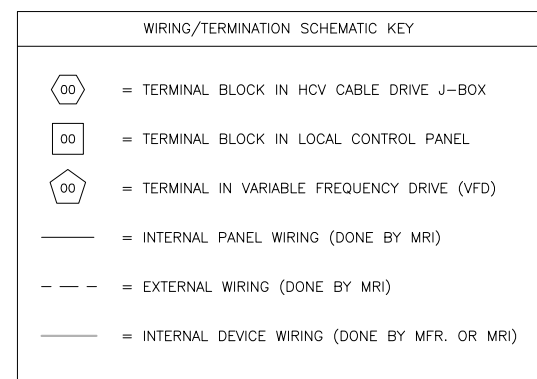 WIRING/TERMINATION SCHEMATIC KEY
00 = TERMINAL BLOCK IN HCV CABLE DRIVE J-BOX
00 = TERMINAL BLOCK IN LOCAL CONTROL PANEL
00 = TERMINAL IN VARIABLE FREQUENCY DRIVE (VFD)
= INTERNAL PANEL WIRING (DONE BY MRI)
= EXTERNAL WIRING (DONE BY MRI)
= INTERNAL DEVICE WIRING (DONE BY MFR. OR MRI)